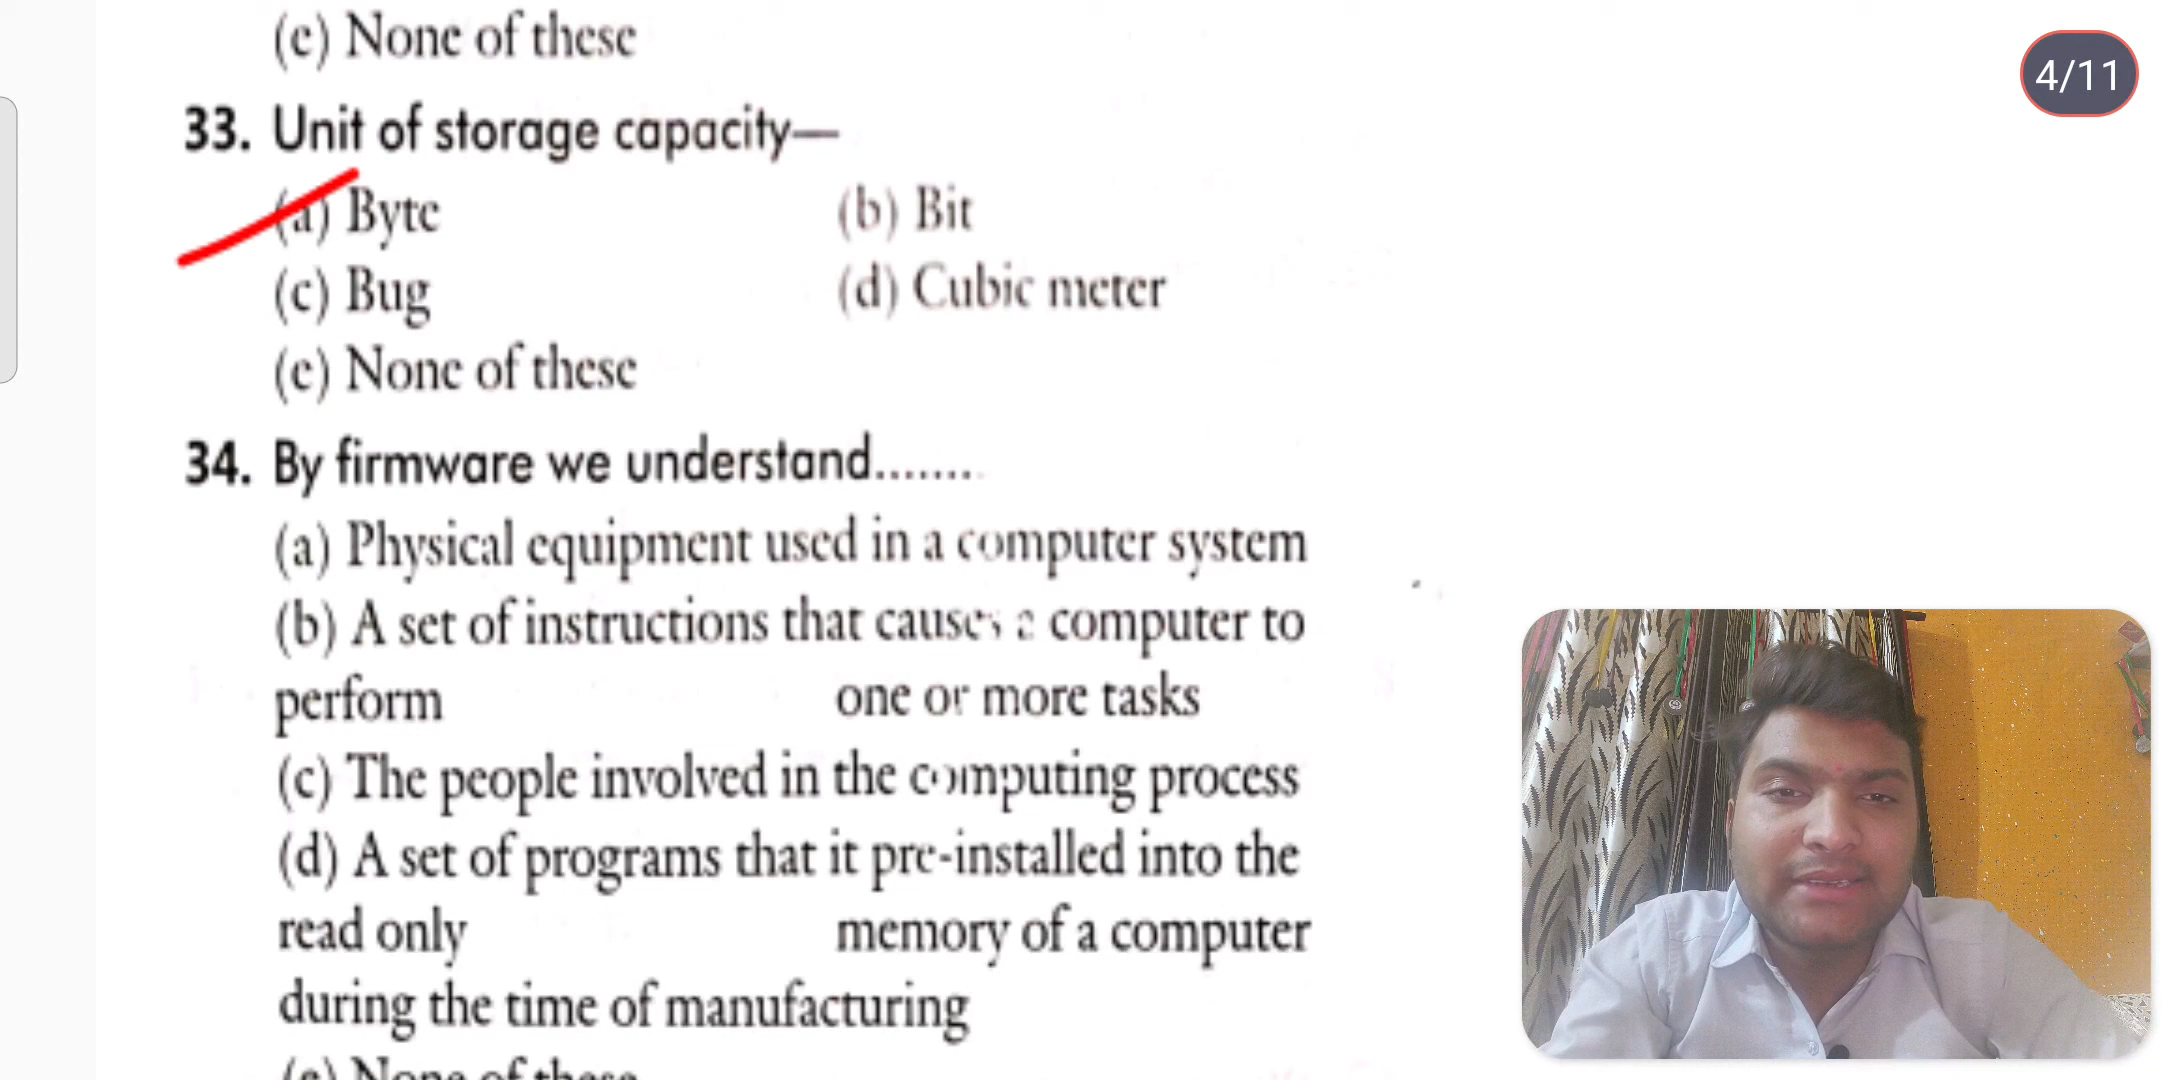 (e) None of these
4/11
33. Unit of storage capacity—
(a) Byte (b) Bit
(c) Bug (d) Cubic meter
(e) None of these
34. By firmware we understand.......
(a) Physical equipment used in a computer system
(b) A set of instructions that causes a computer to
perform one or more tasks
(c) The people involved in the computing process
(d) A set of programs that it pre-installed into the
read only memory of a computer
during the time of manufacturing
(e) None of these